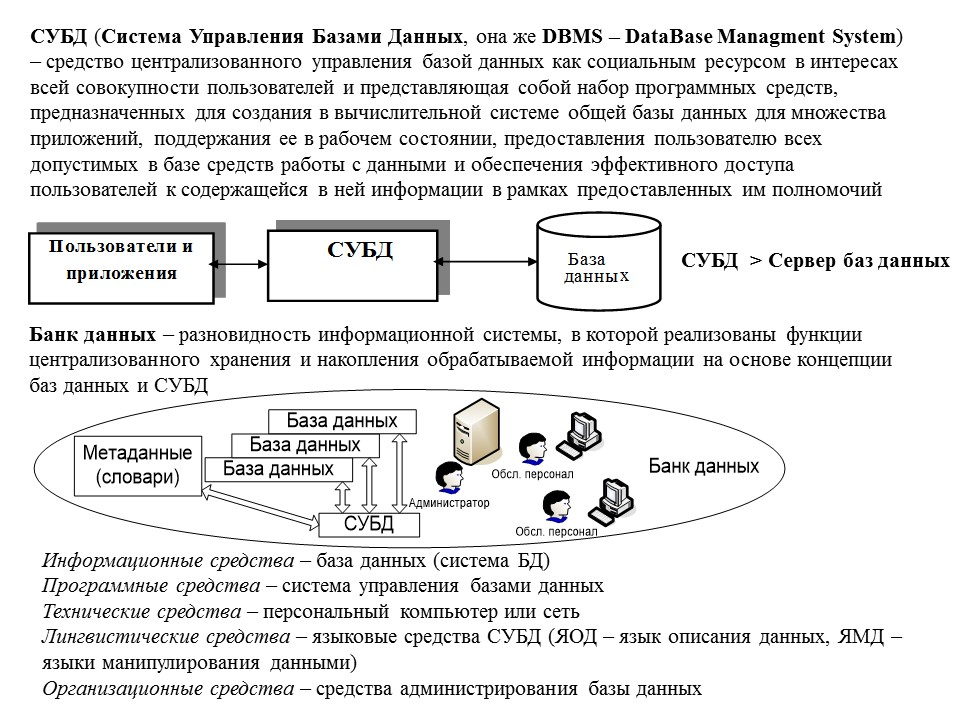 СУБД (Система Управления Базами Данных, она же DBMS – DataBase Managment System)
– средство централизованного управления базой данных как социальным ресурсом в интересах
всей совокупности пользователей и представляющая собой набор программных средств,
предназначенных для создания в вычислительной системе общей базы данных для множества
приложений, поддержания ее в рабочем состоянии, предоставления пользователю всех
допустимых в базе средств работы с данными и обеспечения эффективного доступа
пользователей к содержащейся в ней информации в рамках предоставленных им полномочий
Пользователи и
приложения
СУБД
База
данных
СУБД > Сервер баз данных
Банк данных – разновидность информационной системы, в которой реализованы функции
централизованного хранения и накопления обрабатываемой информации на основе концепции
баз данных и СУБД
База данных
База данных
База данных
Метаданные
(словари)
СУБД
Администратор
Обсл. персонал
Обсл. персонал
Банк данных
Информационные средства – база данных (система БД)
Программные средства – система управления базами данных
Технические средства – персональный компьютер или сеть
Лингвистические средства – языковые средства СУБД (ЯОД – язык описания данных, ЯМД –
языки манипулирования данными)
Организационные средства – средства администрирования базы данных